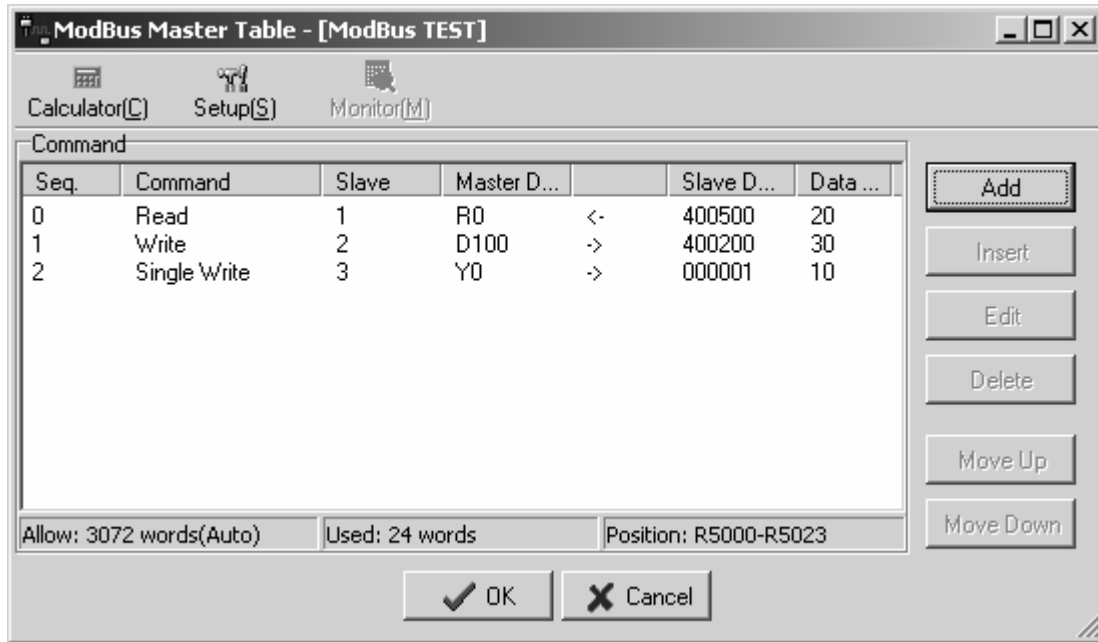 ModBus Master Table - [ModBus TEST]
Calculator(C) Setup(S) Monitor(M)
Command
Seq. Command Slave Master D... Slave D... Data ...
0 Read 1 R0 <- 400500 20
1 Write 2 D100 -> 400200 30
2 Single Write 3 Y0 -> 000001 10
Add
Insert
Edit
Delete
Move Up
Move Down
Allow: 3072 words(Auto) Used: 24 words Position: R5000-R5023
OK Cancel